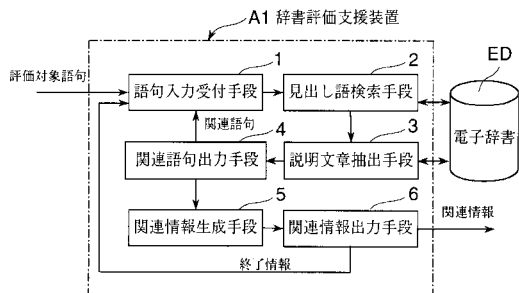 A1 辞書評価支援装置
評価対象語句
1
語句入力受付手段
2
見出し語検索手段
ED
電子辞書
関連語句
4
関連語句出力手段
3
説明文章抽出手段
5
関連情報生成手段
6
関連情報出力手段
関連情報
終了情報